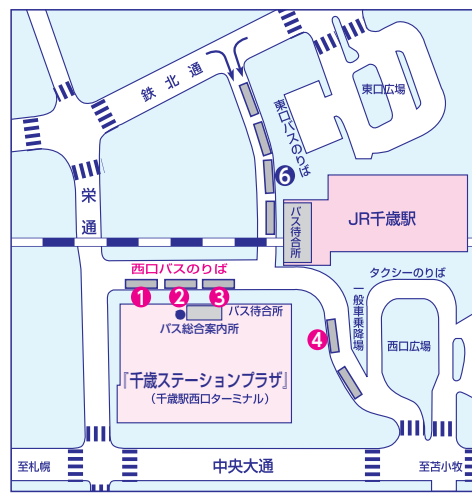 鉄北通
東口広場
東口バスのりば
6
栄通
バス待合所
JR千歳駅
西口バスのりば
1
2
3
バス待合所
バス総合案内所
タクシーのりば
一般車乗降場
西口広場
4
『千歳ステーションプラザ』
（千歳駅西口ターミナル）
至札幌
中央大通
至苫小牧